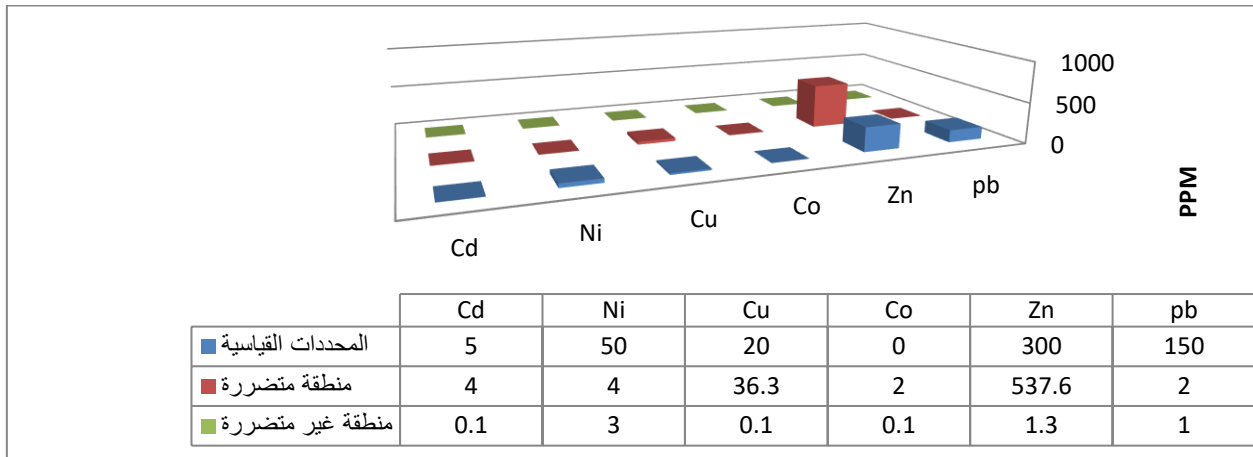 1000
500
0
PPM
Cd Ni Cu Co Zn pb
Cd Ni Cu Co Zn pb
المحددات القياسية 5 50 20 0 300 150
منطقة متضررة 4 4 36.3 2 537.6 2
منطقة غير متضررة 0.1 3 0.1 0.1 1.3 1